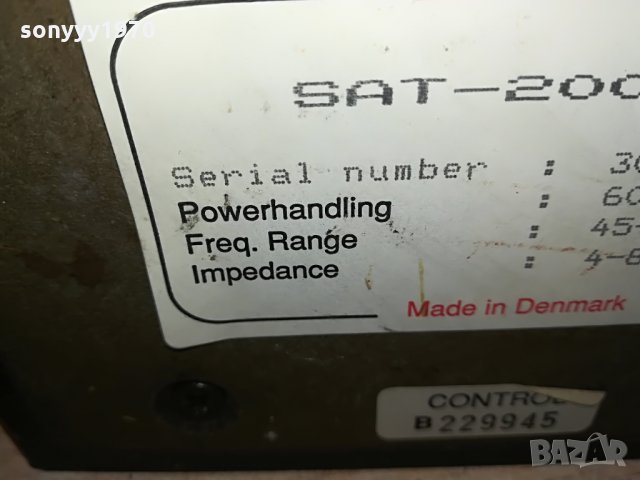 sonyyy1970
SAT-200
Serial number : 30
Powerhandling : 60
Freq. Range : 45-
Impedance : 4-8
Made in Denmark
CONTROL
B 229945
BAZAR